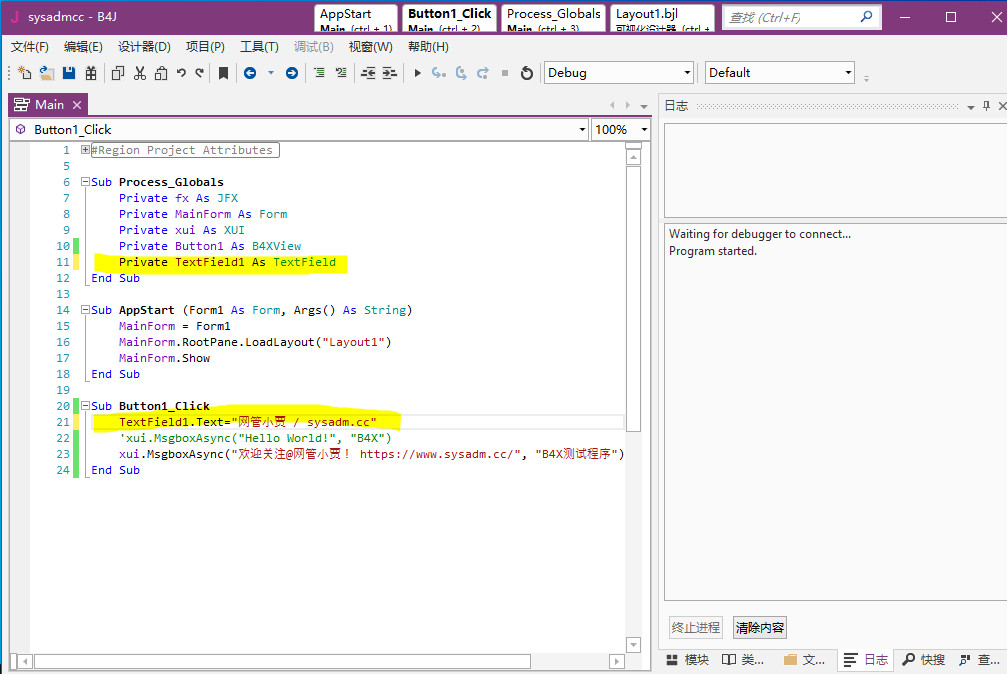 sysadmcc - B4J
AppStart
Main (ctrl + 1)
Button1_Click
Main (ctrl + 2)
Process_Globals
Main (ctrl + 3)
Layout1.bjl
可视化设计器 (ctrl +
查找 (Ctrl+F)
文件(F) 编辑(E) 设计器(D) 项目(P) 工具(T) 调试(B) 视窗(W) 帮助(H)
Debug
Default
Main
Button1_Click
100%
1 #Region Project Attributes
5
6 Sub Process_Globals
7 Private fx As JFX
8 Private MainForm As Form
9 Private xui As XUI
10 Private Button1 As B4XView
11 Private TextField1 As TextField
12 End Sub
13
14 Sub AppStart (Form1 As Form, Args() As String)
15 MainForm = Form1
16 MainForm.RootPane.LoadLayout("Layout1")
17 MainForm.Show
18 End Sub
19
20 Sub Button1_Click
21 TextField1.Text="网管小贾 / sysadm.cc"
22 'xui.MsgboxAsync("Hello World!", "B4X")
23 xui.MsgboxAsync("欢迎关注@网管小贾！ https://www.sysadm.cc/", "B4X测试程序")
24 End Sub
日志
Waiting for debugger to connect...
Program started.
终止进程 清除内容
模块 类... 文... 日志 快搜 查...